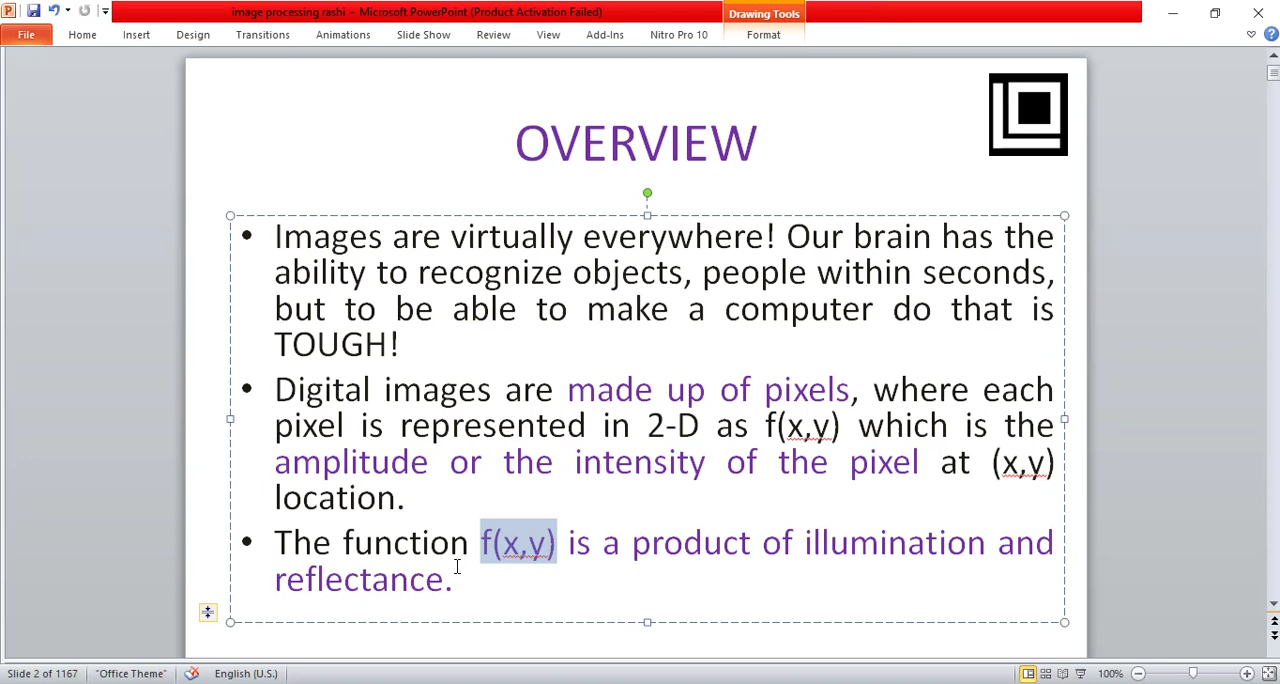 image processing rashi – Microsoft PowerPoint (Product Activation Failed)
Drawing Tools
File Home Insert Design Transitions Animations Slide Show Review View Add-Ins Nitro Pro 10 Format
OVERVIEW
• Images are virtually everywhere! Our brain has the
ability to recognize objects, people within seconds,
but to be able to make a computer do that is
TOUGH!
• Digital images are made up of pixels, where each
pixel is represented in 2-D as f(x,y) which is the
amplitude or the intensity of the pixel at (x,y)
location.
• The function f(x,y) is a product of illumination and
reflectance.
Slide 2 of 1167 "Office Theme" English (U.S.) 100%